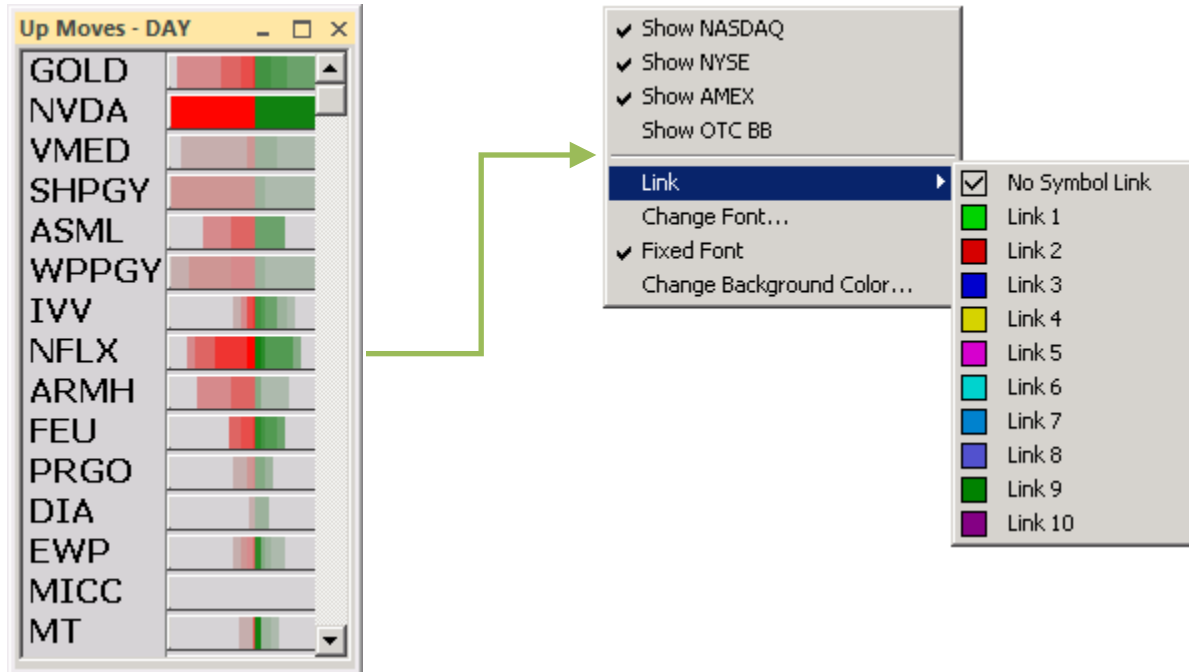 Up Moves - DAY
GOLD
NVDA
VMED
SHPGY
ASML
WPPGY
IVV
NFLX
ARMH
FEU
PRGO
DIA
EWP
MICC
MT
Show NASDAQ
Show NYSE
Show AMEX
Show OTC BB
Link
Change Font...
Fixed Font
Change Background Color...
No Symbol Link
Link 1
Link 2
Link 3
Link 4
Link 5
Link 6
Link 7
Link 8
Link 9
Link 10